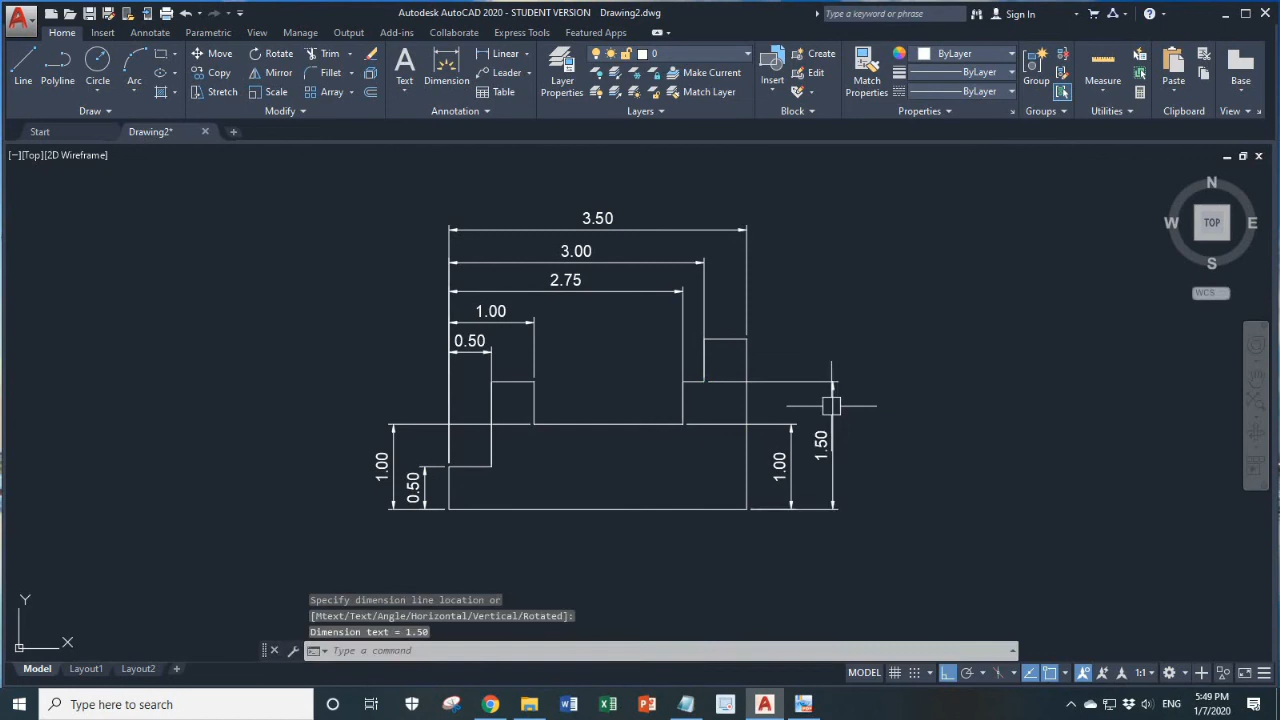 Autodesk AutoCAD 2020 - STUDENT VERSION Drawing2.dwg
Type a keyword or phrase
Sign In
Home Insert Annotate Parametric View Manage Output Add-ins Collaborate Express Tools Featured Apps
Line Polyline Circle Arc
Move Rotate Trim
Copy Mirror Fillet
Stretch Scale Array
Text Dimension
Linear
Leader
Table
Layer Properties
0
Make Current
Match Layer
Insert
Create
Edit
Match Properties
ByLayer
ByLayer
ByLayer
Group
Measure
Paste
Base
Draw Modify Annotation Layers Block Properties Groups Utilities Clipboard View
Start Drawing2*
[−][Top][2D Wireframe]
N
W TOP E
S
WCS
3.50
3.00
2.75
1.00
0.50
1.00
0.50
1.00
1.50
Y
X
Specify dimension line location or
[Mtext/Text/Angle/Horizontal/Vertical/Rotated]:
Dimension text = 1.50
Type a command
Model Layout1 Layout2
MODEL
1:1
Type here to search
ENG
5:49 PM
1/7/2020